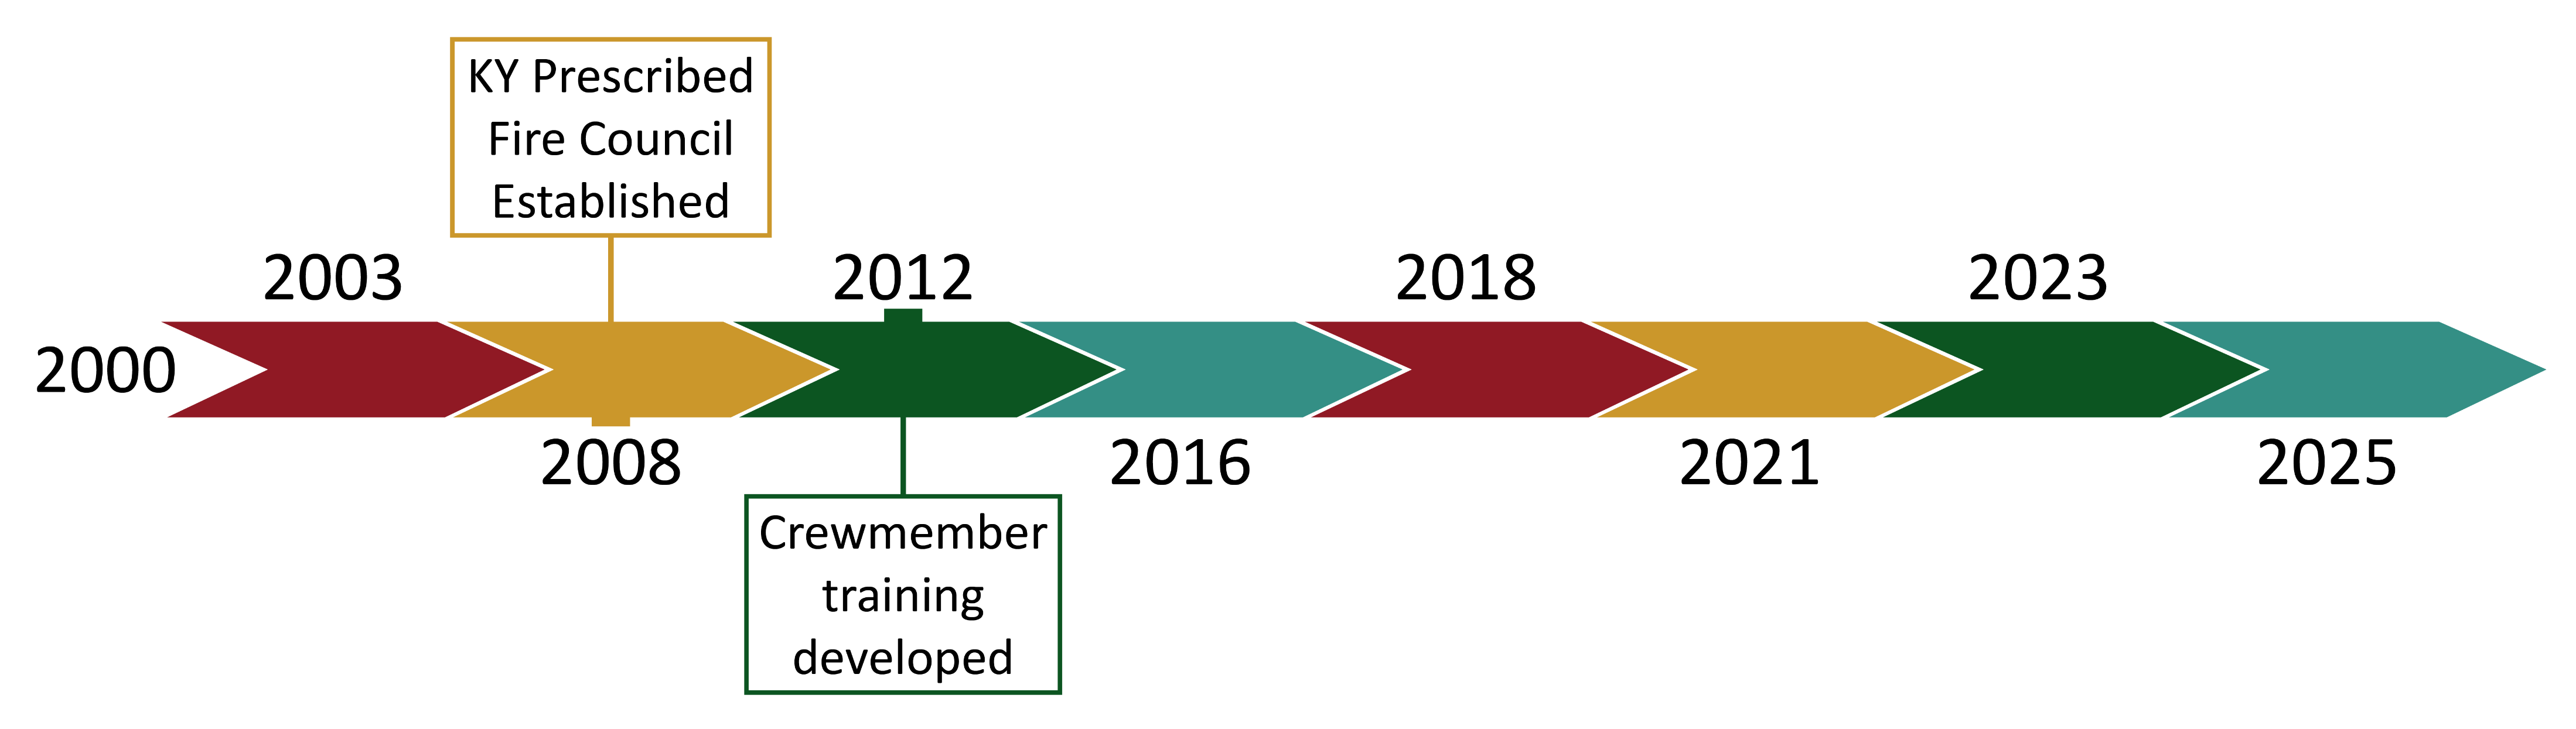 KY Prescribed
Fire Council
Established
2003
2012
2018
2023
2000
2008
2016
2021
2025
Crewmember
training
developed